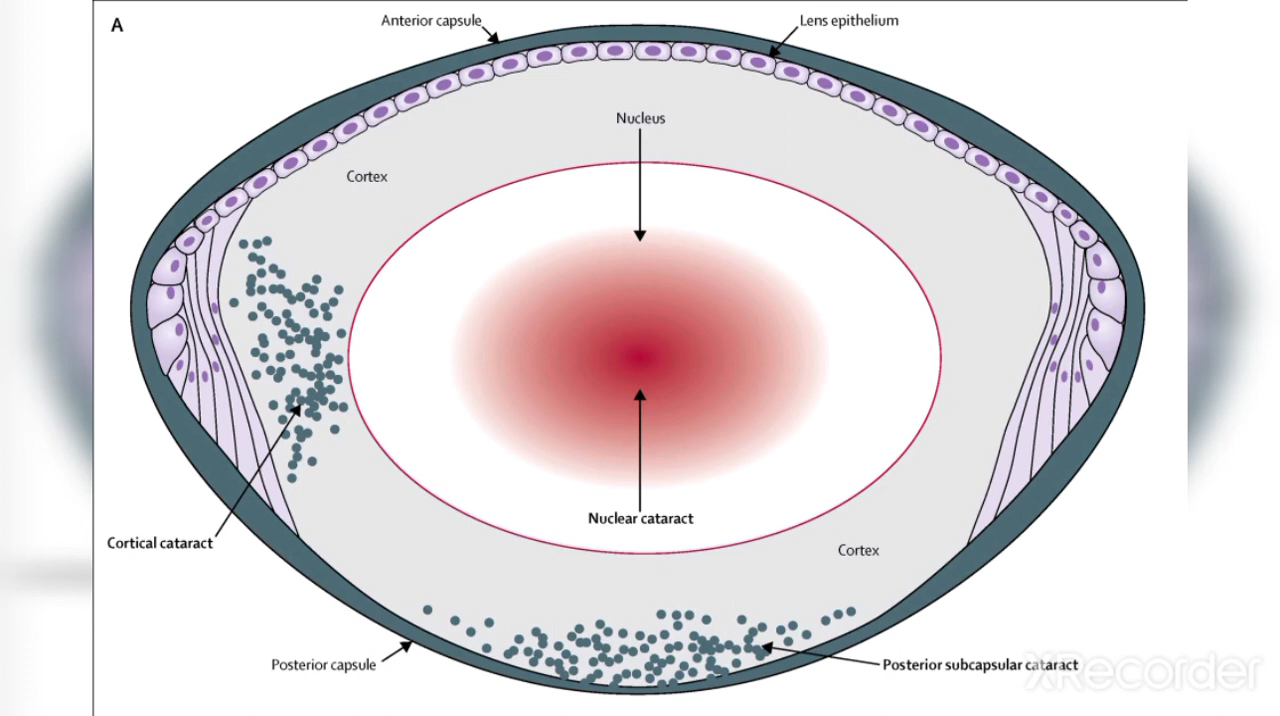 A
Anterior capsule
Lens epithelium
Nucleus
Cortex
Nuclear cataract
Cortical cataract
Cortex
Posterior capsule
Posterior subcapsular cataract
XRecorder